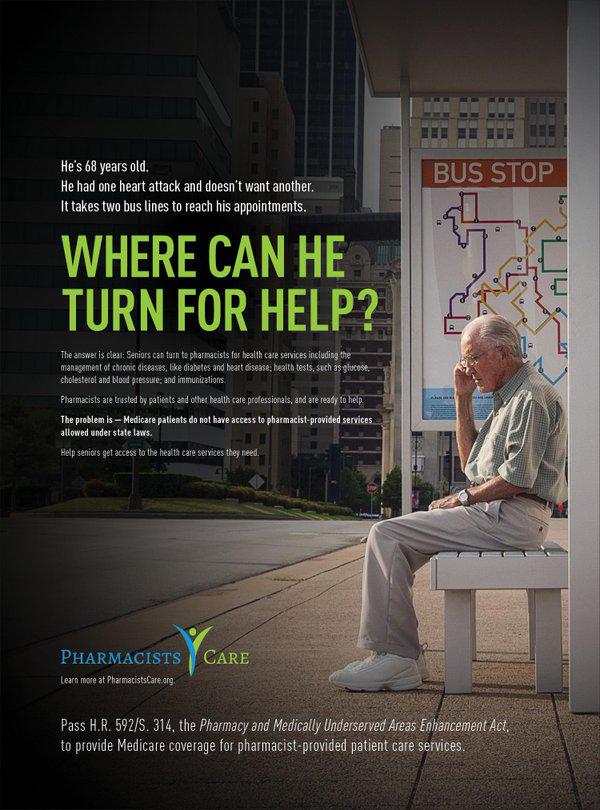 He's 68 years old.
He had one heart attack and doesn't want another.
It takes two bus lines to reach his appointments.
WHERE CAN HE
TURN FOR HELP?
The answer is clear: Seniors can turn to pharmacists for health care services including the
management of chronic diseases, like diabetes and heart disease; health tests, such as glucose,
cholesterol and blood pressure; and immunizations.
Pharmacists are trusted by patients and other health care professionals, and are ready to help.
The problem is — Medicare patients do not have access to pharmacist-provided services
allowed under state laws.
Help seniors get access to the health care services they need.
BUS STOP
PHARMACISTS CARE
Learn more at PharmacistsCare.org.
Pass H.R. 592/S. 314, the Pharmacy and Medically Underserved Areas Enhancement Act,
to provide Medicare coverage for pharmacist-provided patient care services.